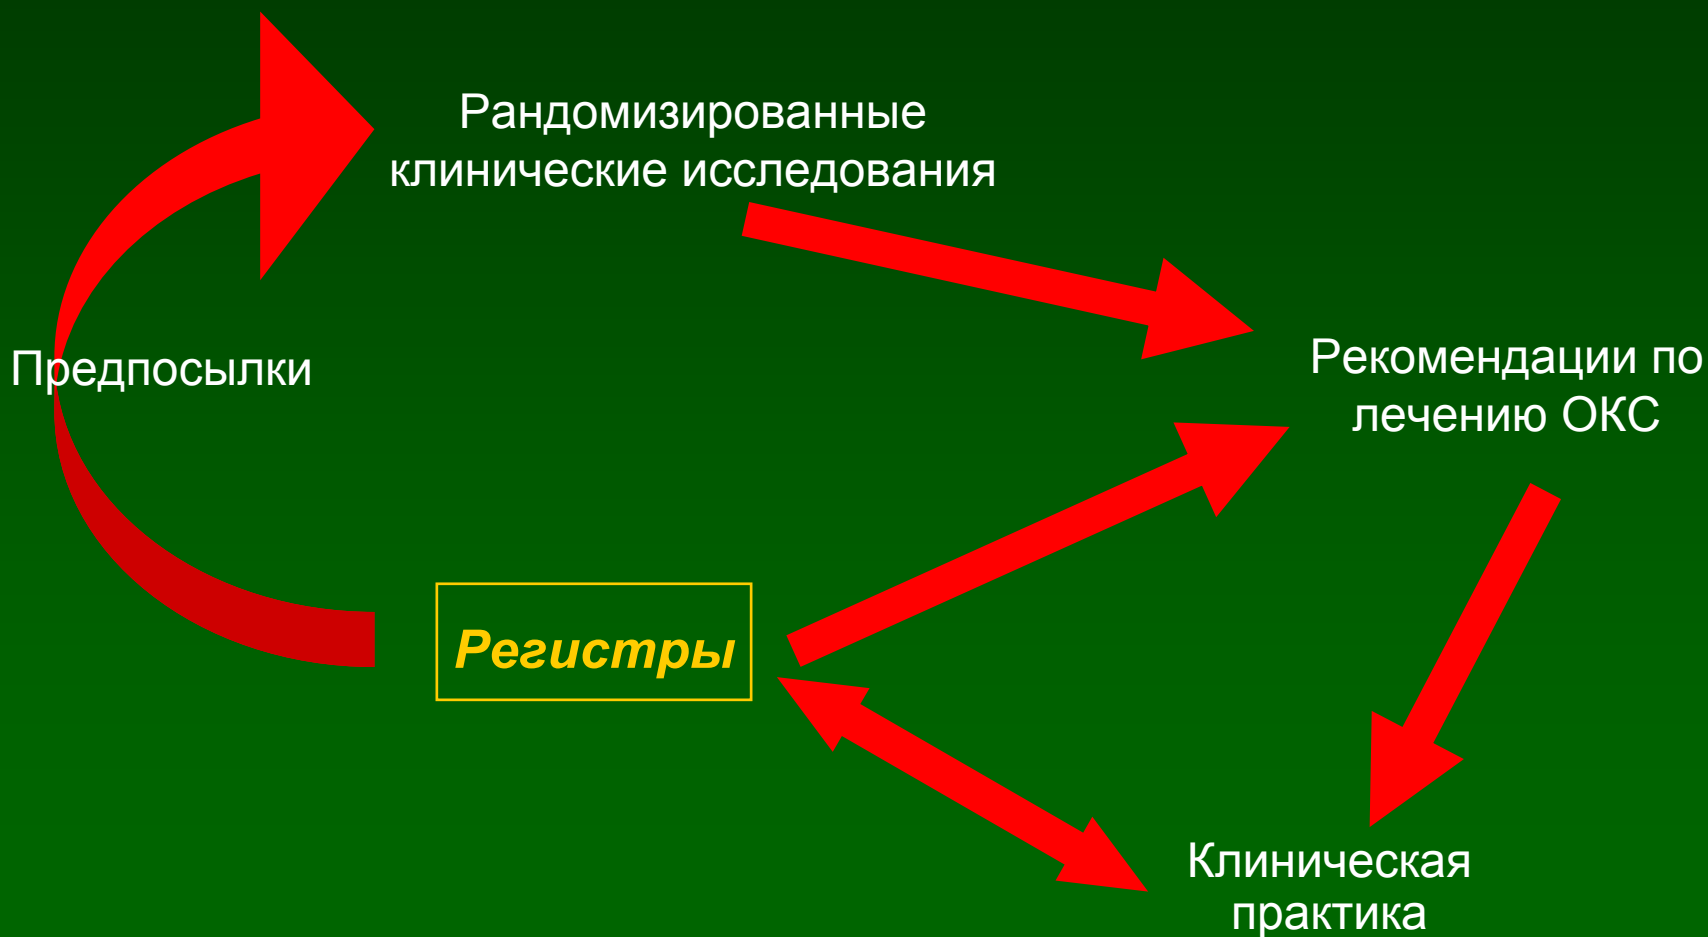 Рандомизированные
клинические исследования
Предпосылки
Рекомендации по
лечению ОКС
Регистры
Клиническая
практика